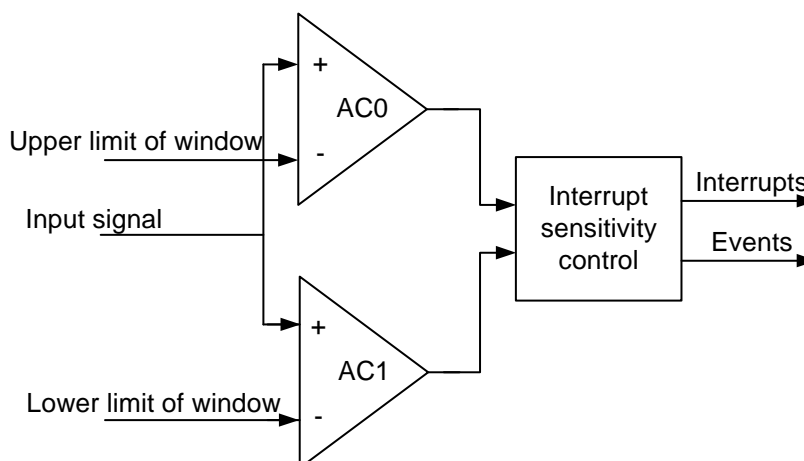 +
AC0
Upper limit of window
-
Input signal
Interrupt
sensitivity
control
Interrupts
Events
+
AC1
Lower limit of window
-